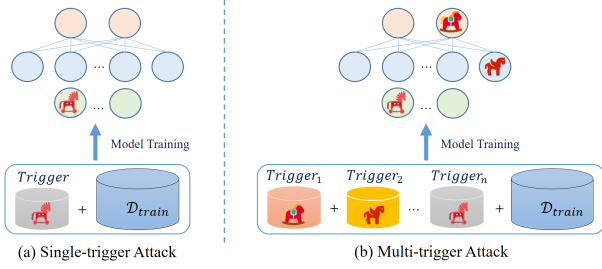 ...
Model Training
Trigger
+
𝒟train
(a) Single-trigger Attack
...
Model Training
Trigger1 Trigger2 Triggern
+ ... +
𝒟train
(b) Multi-trigger Attack